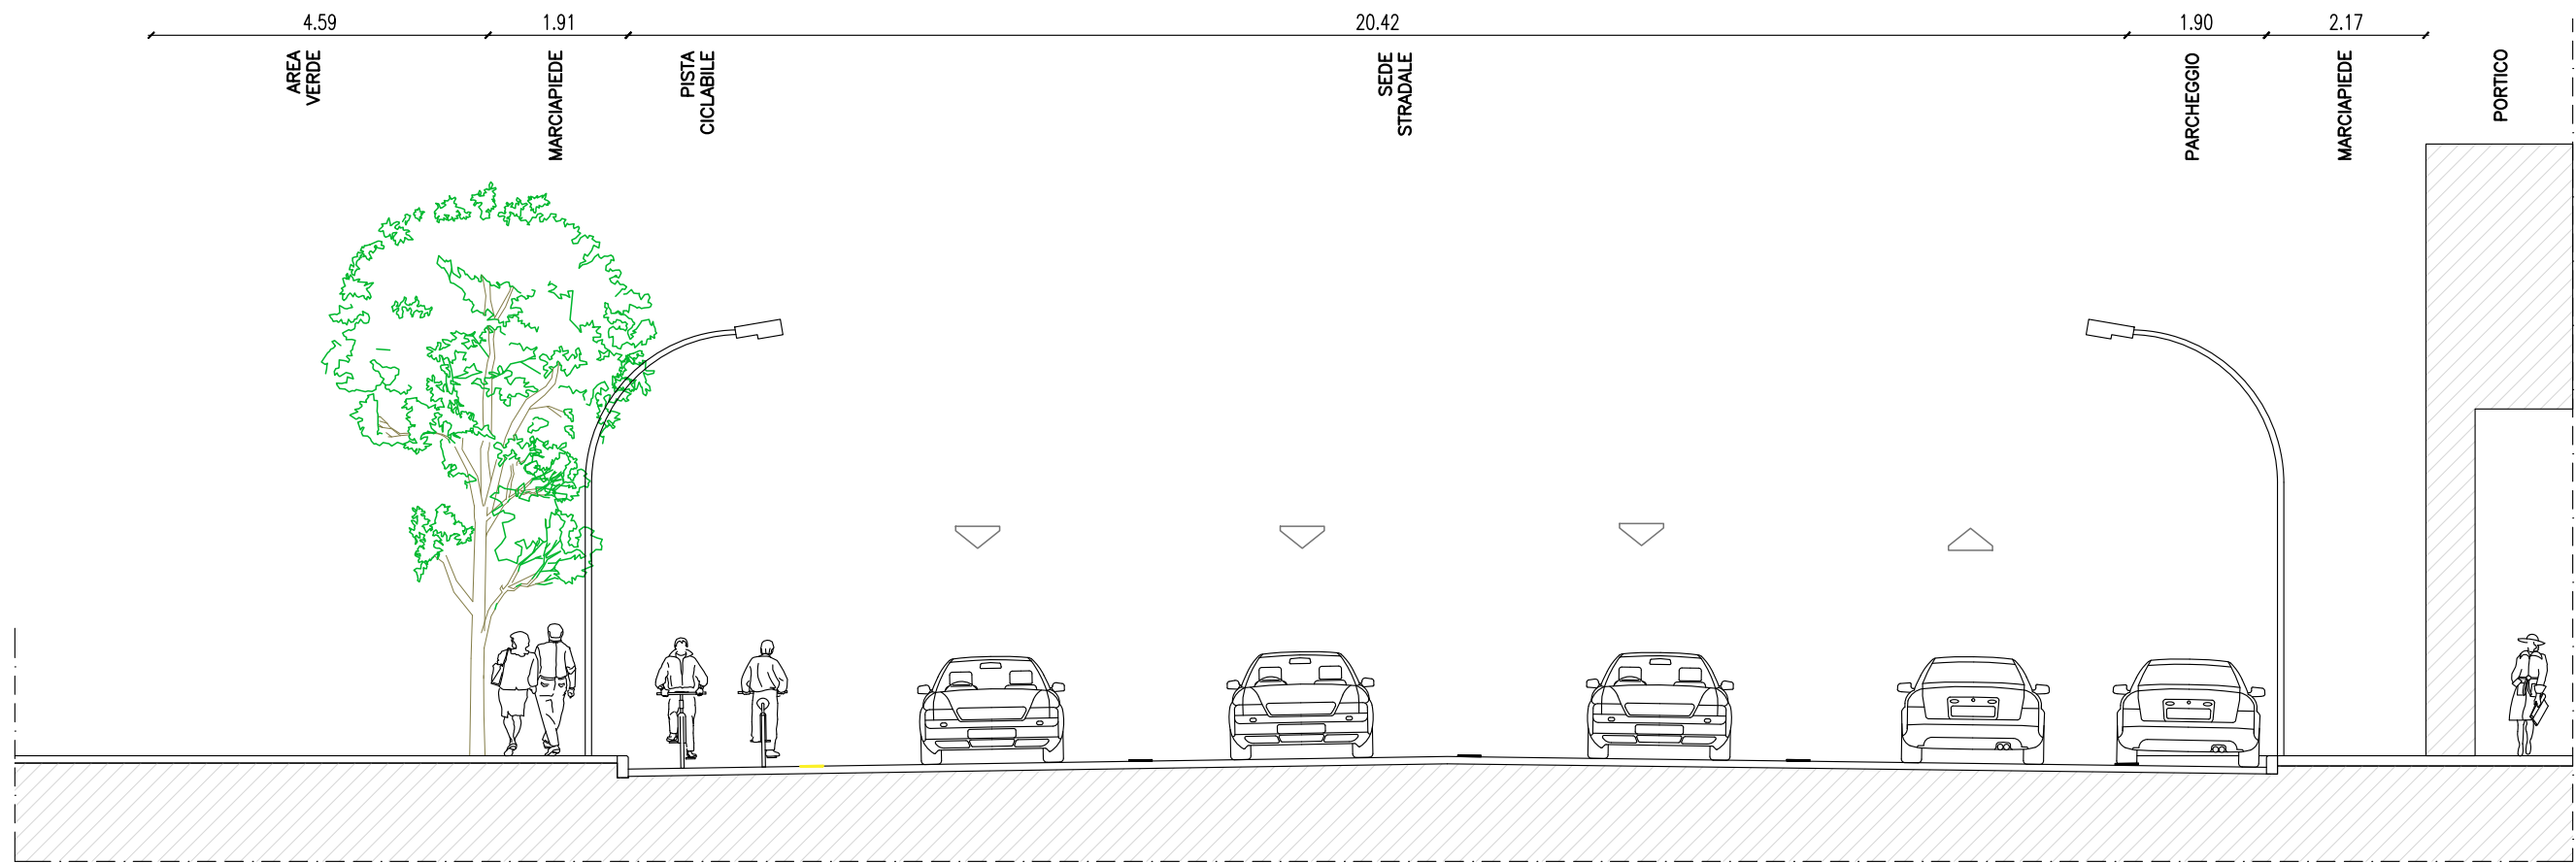 4.59
1.91
20.42
1.90
2.17
AREA
VERDE
MARCIAPIEDE
PISTA
CICLABILE
SEDE
STRADALE
PARCHEGGIO
MARCIAPIEDE
PORTICO